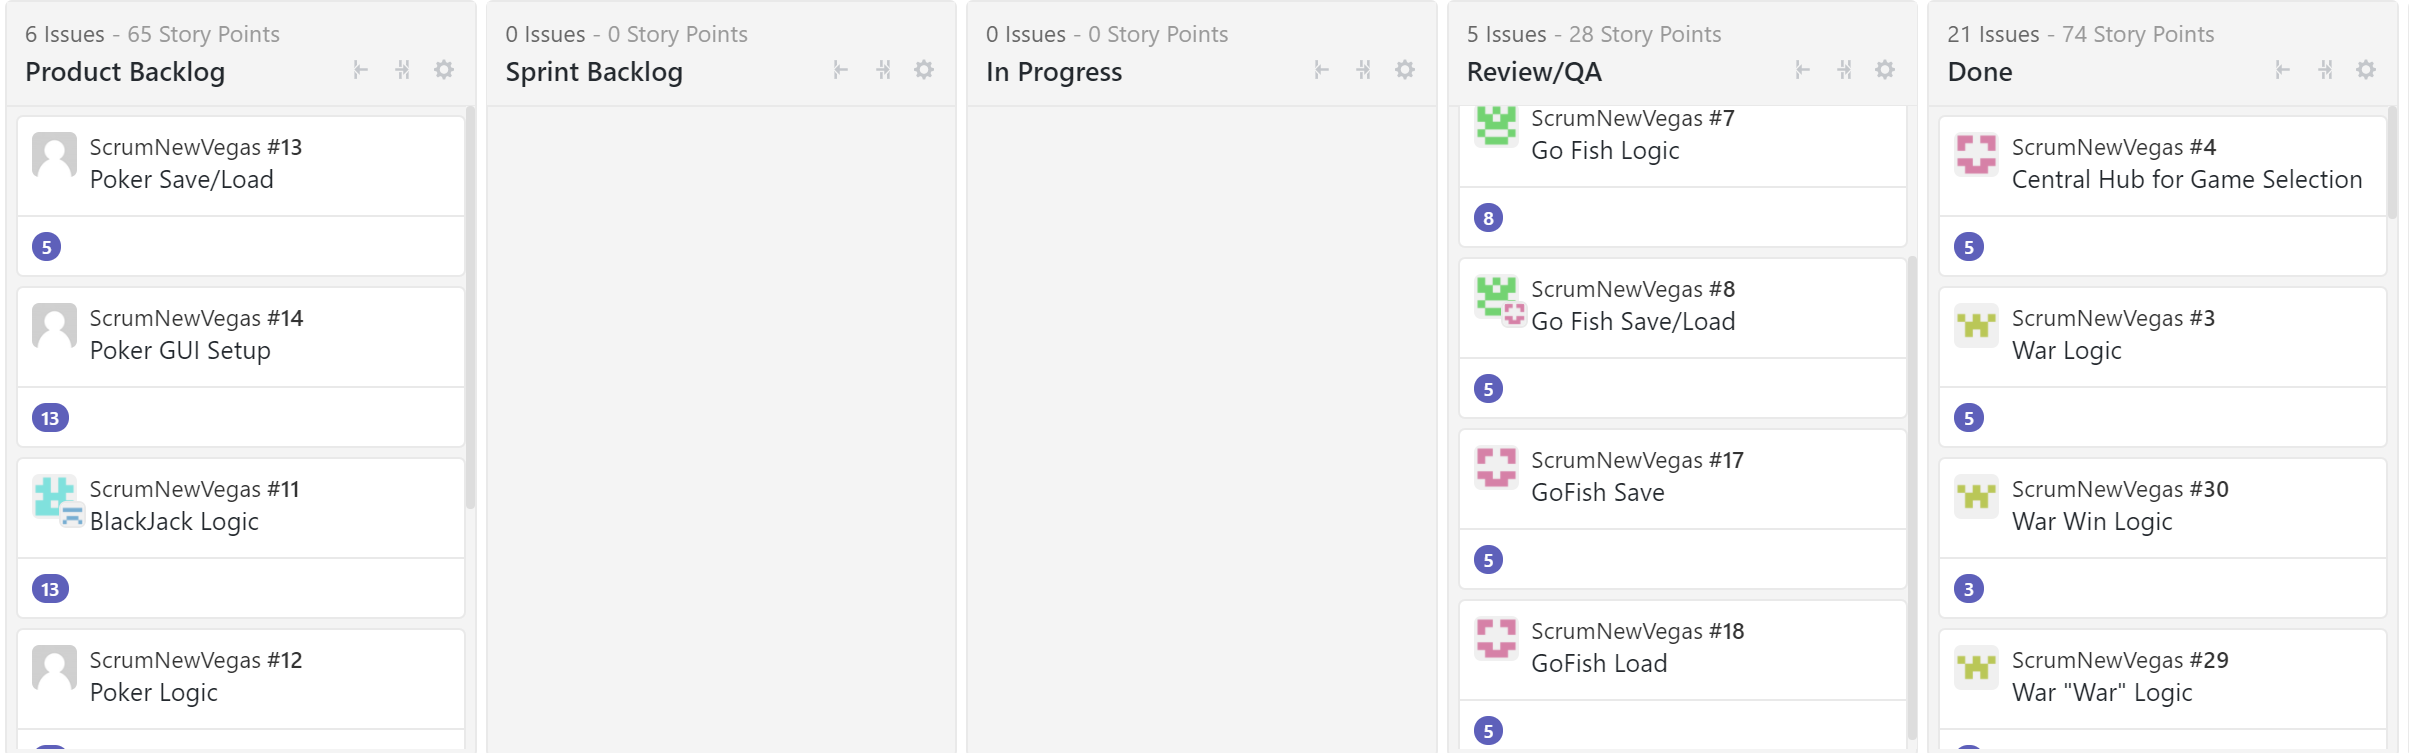 6 Issues - 65 Story Points
Product Backlog
ScrumNewVegas #13
Poker Save/Load
5
ScrumNewVegas #14
Poker GUI Setup
13
ScrumNewVegas #11
BlackJack Logic
13
ScrumNewVegas #12
Poker Logic
0 Issues - 0 Story Points
Sprint Backlog
0 Issues - 0 Story Points
In Progress
5 Issues - 28 Story Points
Review/QA
ScrumNewVegas #7
Go Fish Logic
8
ScrumNewVegas #8
Go Fish Save/Load
5
ScrumNewVegas #17
GoFish Save
5
ScrumNewVegas #18
GoFish Load
5
21 Issues - 74 Story Points
Done
ScrumNewVegas #4
Central Hub for Game Selection
5
ScrumNewVegas #3
War Logic
5
ScrumNewVegas #30
War Win Logic
3
ScrumNewVegas #29
War "War" Logic